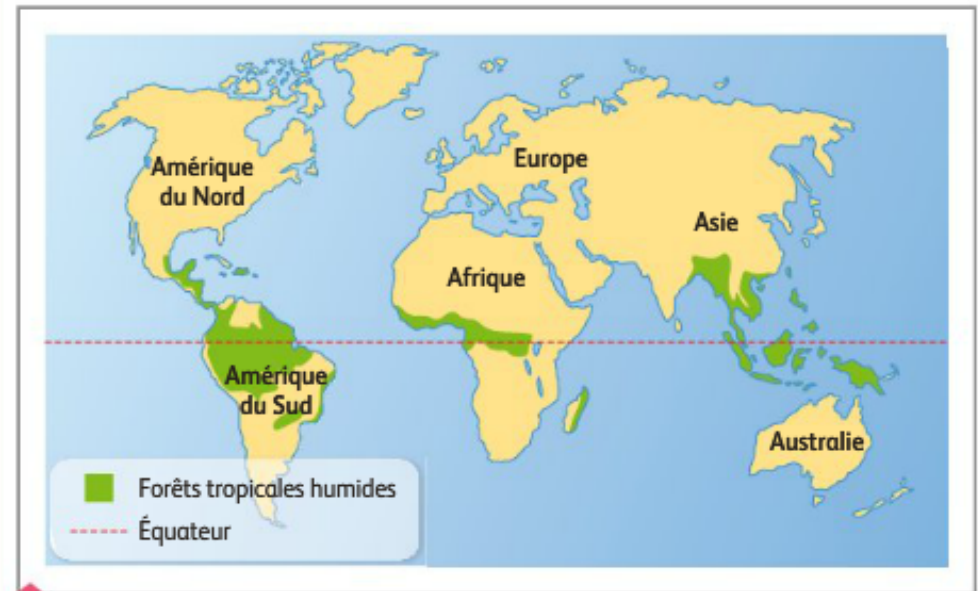 Amérique
du Nord
Europe
Asie
Afrique
Amérique
du Sud
Australie
Forêts tropicales humides
Équateur